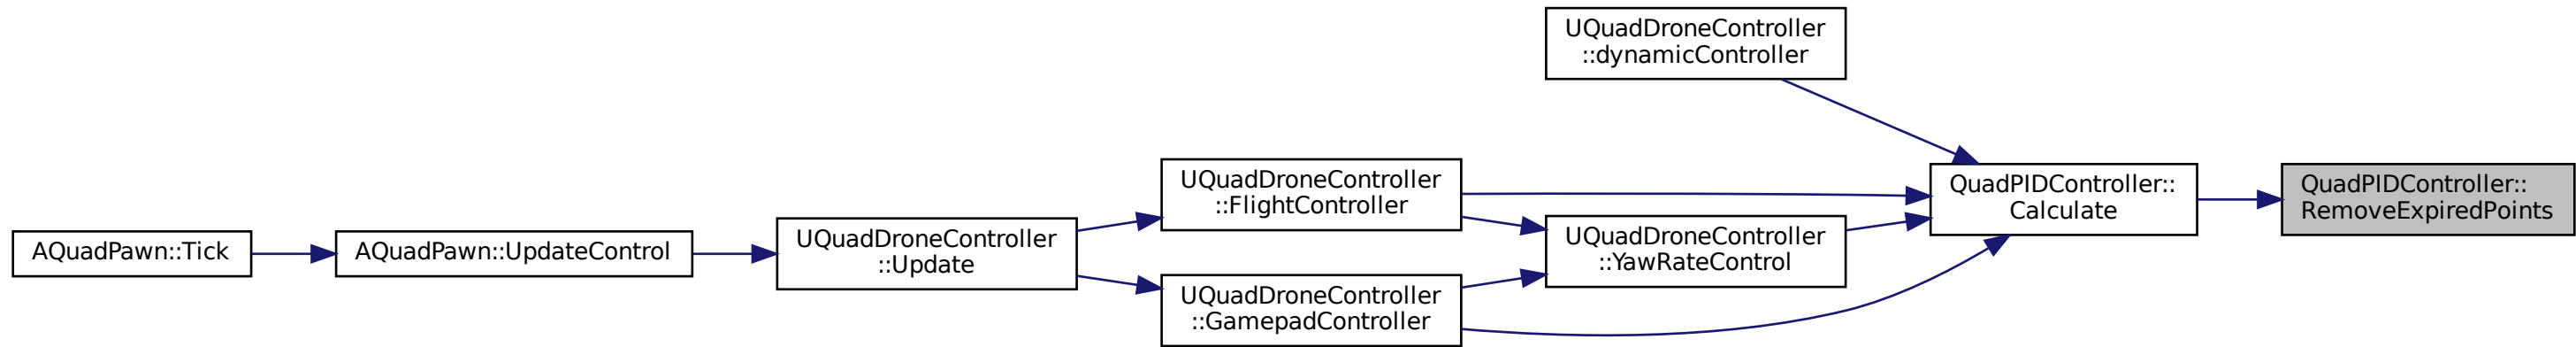 UQuadDroneController
::dynamicController
UQuadDroneController
::FlightController
QuadPIDController::
Calculate
QuadPIDController::
RemoveExpiredPoints
AQuadPawn::Tick
AQuadPawn::UpdateControl
UQuadDroneController
::Update
UQuadDroneController
::YawRateControl
UQuadDroneController
::GamepadController